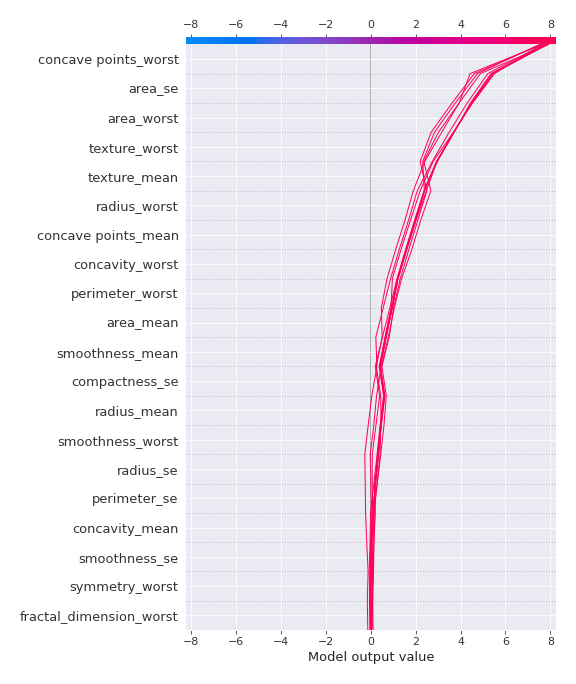 −8 −6 −4 −2 0 2 4 6 8
concave points_worst
area_se
area_worst
texture_worst
texture_mean
radius_worst
concave points_mean
concavity_worst
perimeter_worst
area_mean
smoothness_mean
compactness_se
radius_mean
smoothness_worst
radius_se
perimeter_se
concavity_mean
smoothness_se
symmetry_worst
fractal_dimension_worst
−8 −6 −4 −2 0 2 4 6 8
Model output value